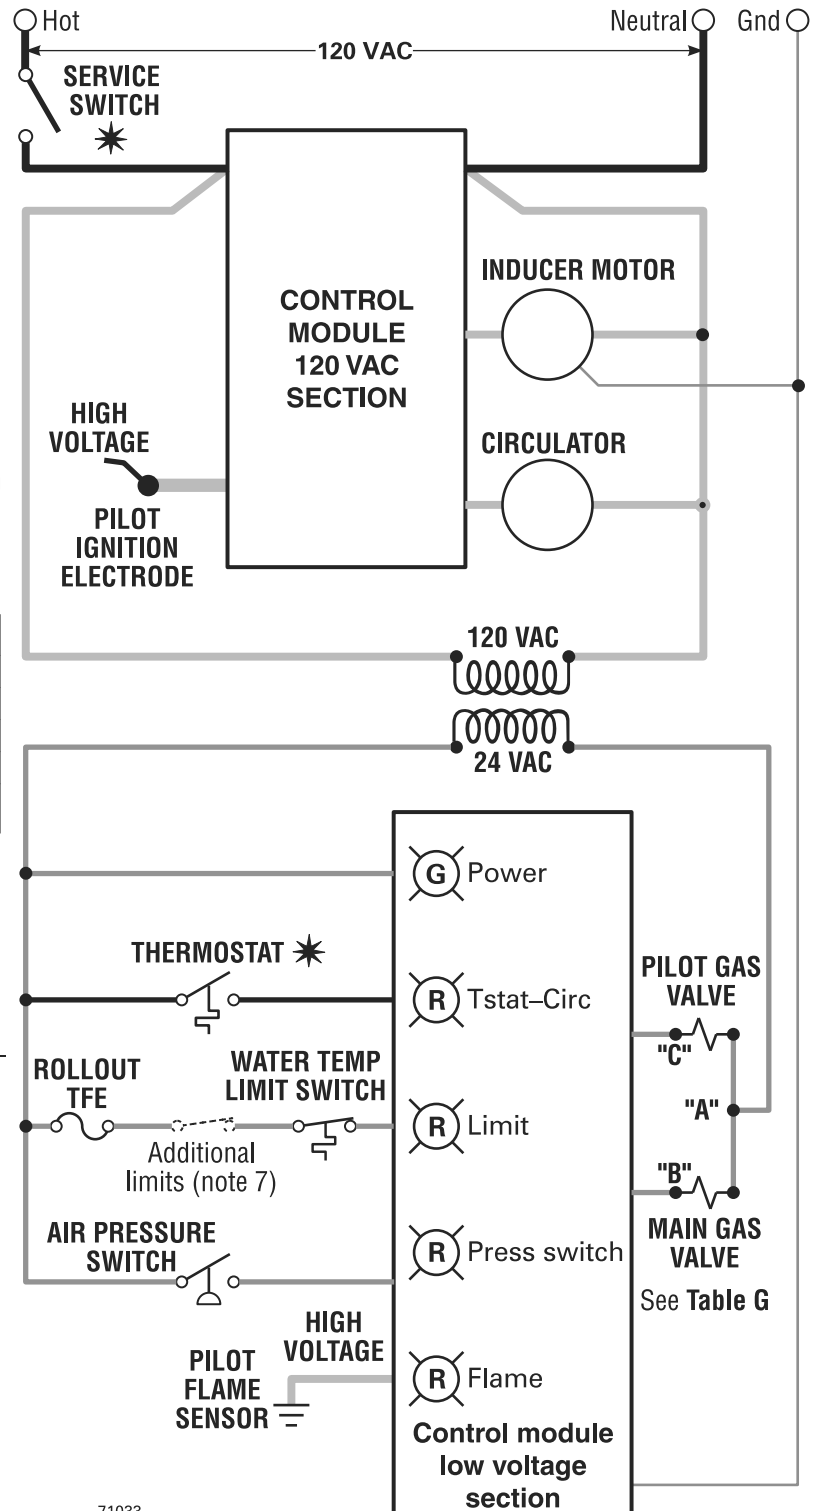 Hot
Neutral
Gnd
120 VAC
SERVICE
SWITCH
CONTROL
MODULE
120 VAC
SECTION
INDUCER MOTOR
HIGH
VOLTAGE
PILOT
IGNITION
ELECTRODE
CIRCULATOR
120 VAC
24 VAC
G Power
THERMOSTAT
R Tstat–Circ
PILOT GAS
VALVE
"C"
ROLLOUT
TFE
WATER TEMP
LIMIT SWITCH
R Limit
"A"
Additional
limits (note 7)
"B"
MAIN GAS
VALVE
See Table G
AIR PRESSURE
SWITCH
R Press switch
HIGH
VOLTAGE
PILOT
FLAME
SENSOR
R Flame
Control module
low voltage
section